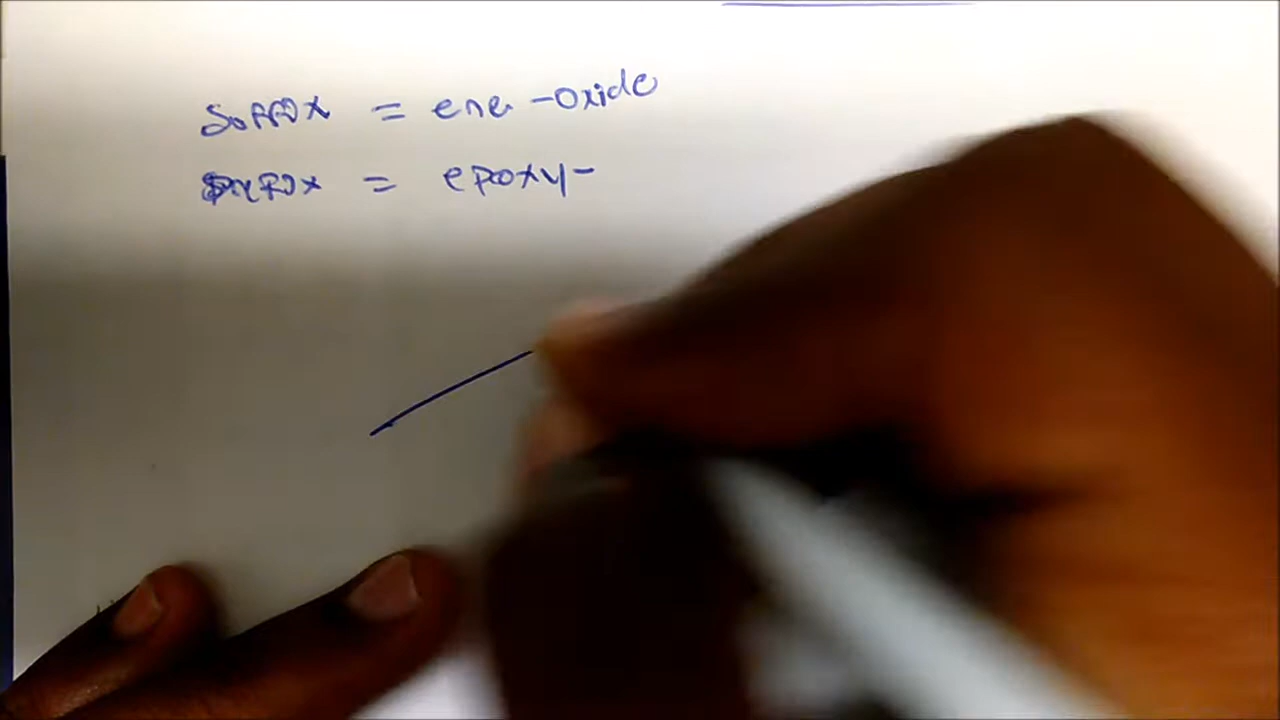 Suffix = ene -oxide
Prefix = epoxy-